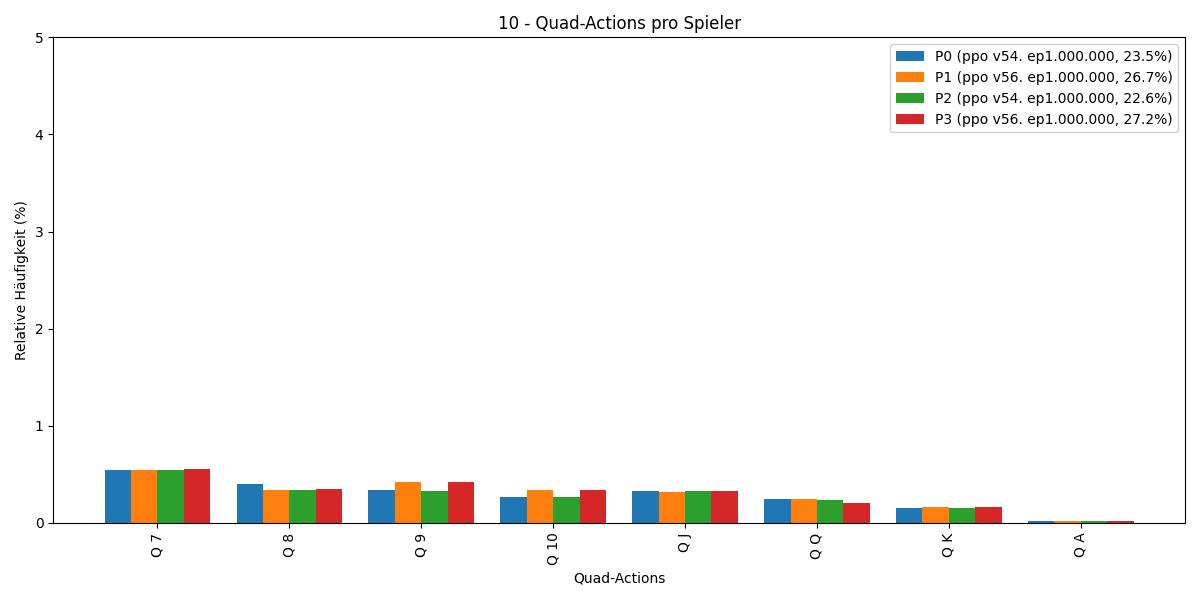 10 - Quad-Actions pro Spieler
P0 (ppo v54. ep1.000.000, 23.5%)
P1 (ppo v56. ep1.000.000, 26.7%)
P2 (ppo v54. ep1.000.000, 22.6%)
P3 (ppo v56. ep1.000.000, 27.2%)
Relative Häufigkeit (%)
5
4
3
2
1
0
Q 7
Q 8
Q 9
Q 10
Q J
Q Q
Q K
Q A
Quad-Actions